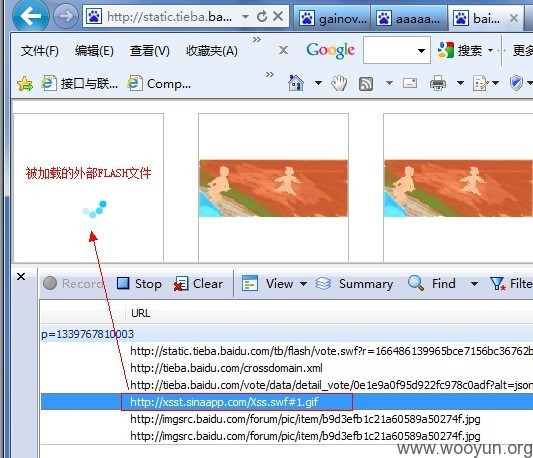 http://static.tieba.ba...
gainov...
aaaaa...
bai...
文件(F) 编辑(E) 查看(V) 收藏夹(A) » × Google 搜索 更多
接口与联... Comp... »
被加载的外部FLASH文件
Record Stop Clear View Summary Find Filte
URL
p=1339767810003
http://static.tieba.baidu.com/tb/flash/vote.swf?r=166486139965bce7156bc36762b
http://tieba.baidu.com/crossdomain.xml
http://tieba.baidu.com/vote/data/detail_vote/0e1e9a0f95d922fc978c0adf?alt=json
http://xsst.sinaapp.com/Xss.swf#1.gif
http://imgsrc.baidu.com/forum/pic/item/b9d3efb1c21a60589a50274f.jpg
http://imgsrc.baidu.com/forum/pic/item/b9d3efb1c21a60589a50274f.jpg
www.wooyun.org